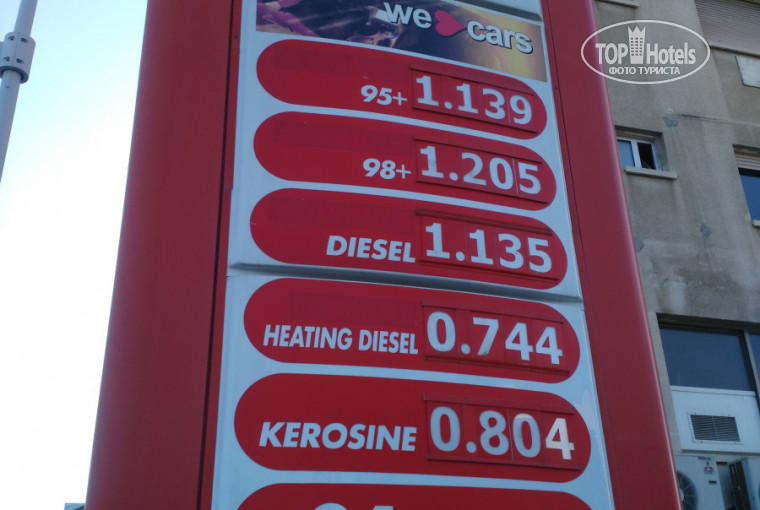 we cars
TOP Hotels
ФОТО ТУРИСТА
95+ 1.139
98+ 1.205
DIESEL 1.135
HEATING DIESEL 0.744
KEROSINE 0.804